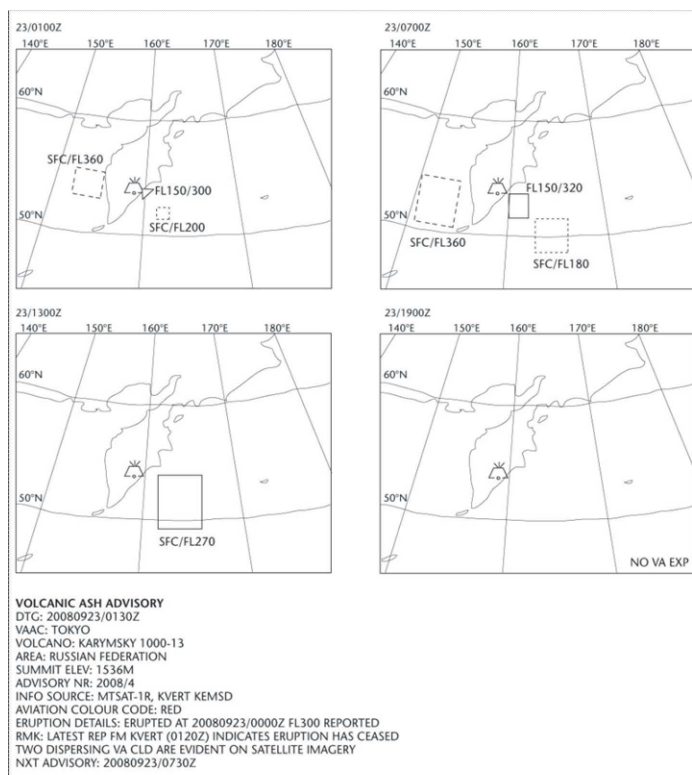 23/0100Z
140°E 150°E 160°E 170°E 180°E
60°N
SFC/FL360
FL150/300
50°N
SFC/FL200
23/0700Z
140°E 150°E 160°E 170°E 180°E
60°N
FL150/320
50°N
SFC/FL360
SFC/FL180
23/1300Z
140°E 150°E 160°E 170°E 180°E
60°N
50°N
SFC/FL270
23/1900Z
140°E 150°E 160°E 170°E 180°E
60°N
50°N
NO VA EXP
VOLCANIC ASH ADVISORY
DTG: 20080923/0130Z
VAAC: TOKYO
VOLCANO: KARYMSKY 1000-13
AREA: RUSSIAN FEDERATION
SUMMIT ELEV: 1536M
ADVISORY NR: 2008/4
INFO SOURCE: MTSAT-1R, KVERT KEMSD
AVIATION COLOUR CODE: RED
ERUPTION DETAILS: ERUPTED AT 20080923/0000Z FL300 REPORTED
RMK: LATEST REP FM KVERT (0120Z) INDICATES ERUPTION HAS CEASED
TWO DISPERSING VA CLD ARE EVIDENT ON SATELLITE IMAGERY
NXT ADVISORY: 20080923/0730Z